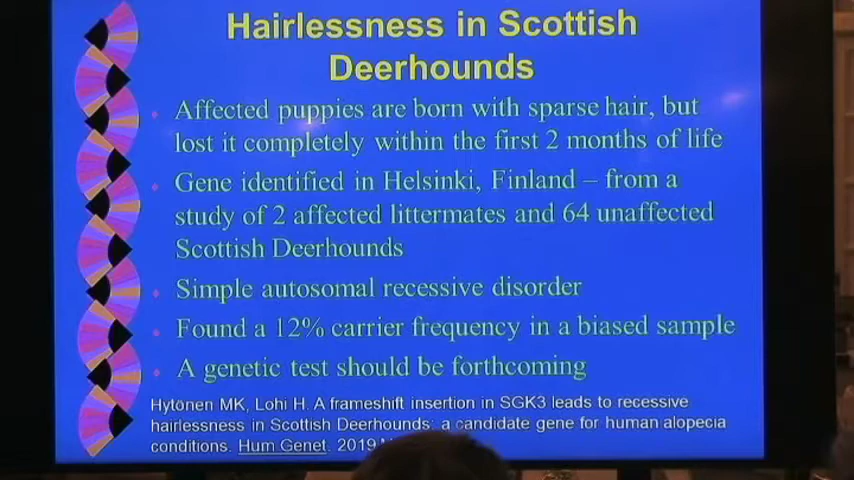 Hairlessness in Scottish
Deerhounds
Affected puppies are born with sparse hair, but
lost it completely within the first 2 months of life
Gene identified in Helsinki, Finland – from a
study of 2 affected littermates and 64 unaffected
Scottish Deerhounds
Simple autosomal recessive disorder
Found a 12% carrier frequency in a biased sample
A genetic test should be forthcoming
Hytönen MK, Lohi H. A frameshift insertion in SGK3 leads to recessive
hairlessness in Scottish Deerhounds: a candidate gene for human alopecia
conditions. Hum Genet. 2019